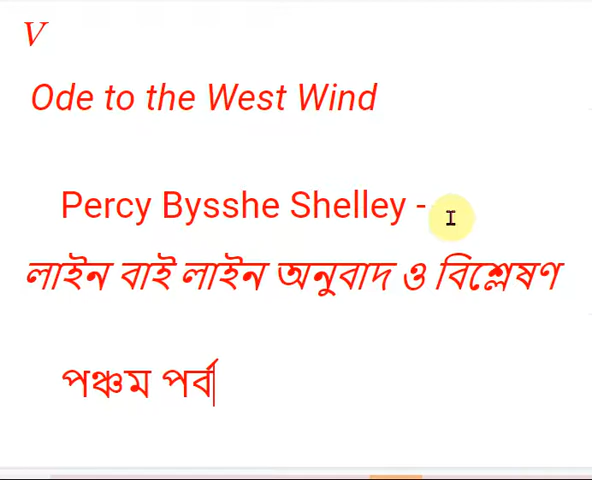 V
Ode to the West Wind
Percy Bysshe Shelley -
লাইন বাই লাইন অনুবাদ ও বিশ্লেষণ
পঞ্চম পর্ব